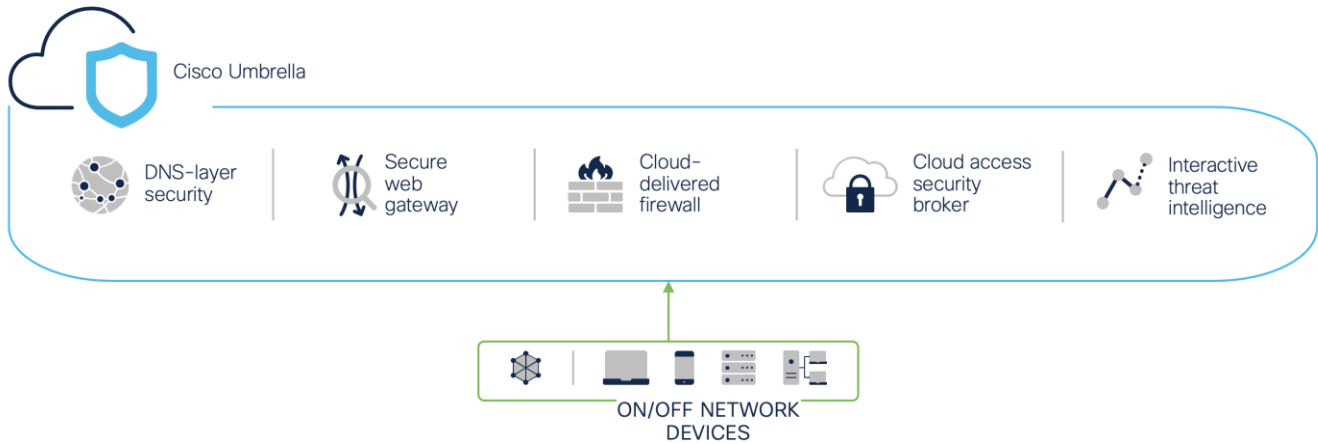 Cisco Umbrella
DNS-layer
security
Secure
web
gateway
Cloud-
delivered
firewall
Cloud access
security
broker
Interactive
threat
intelligence
ON/OFF NETWORK
DEVICES